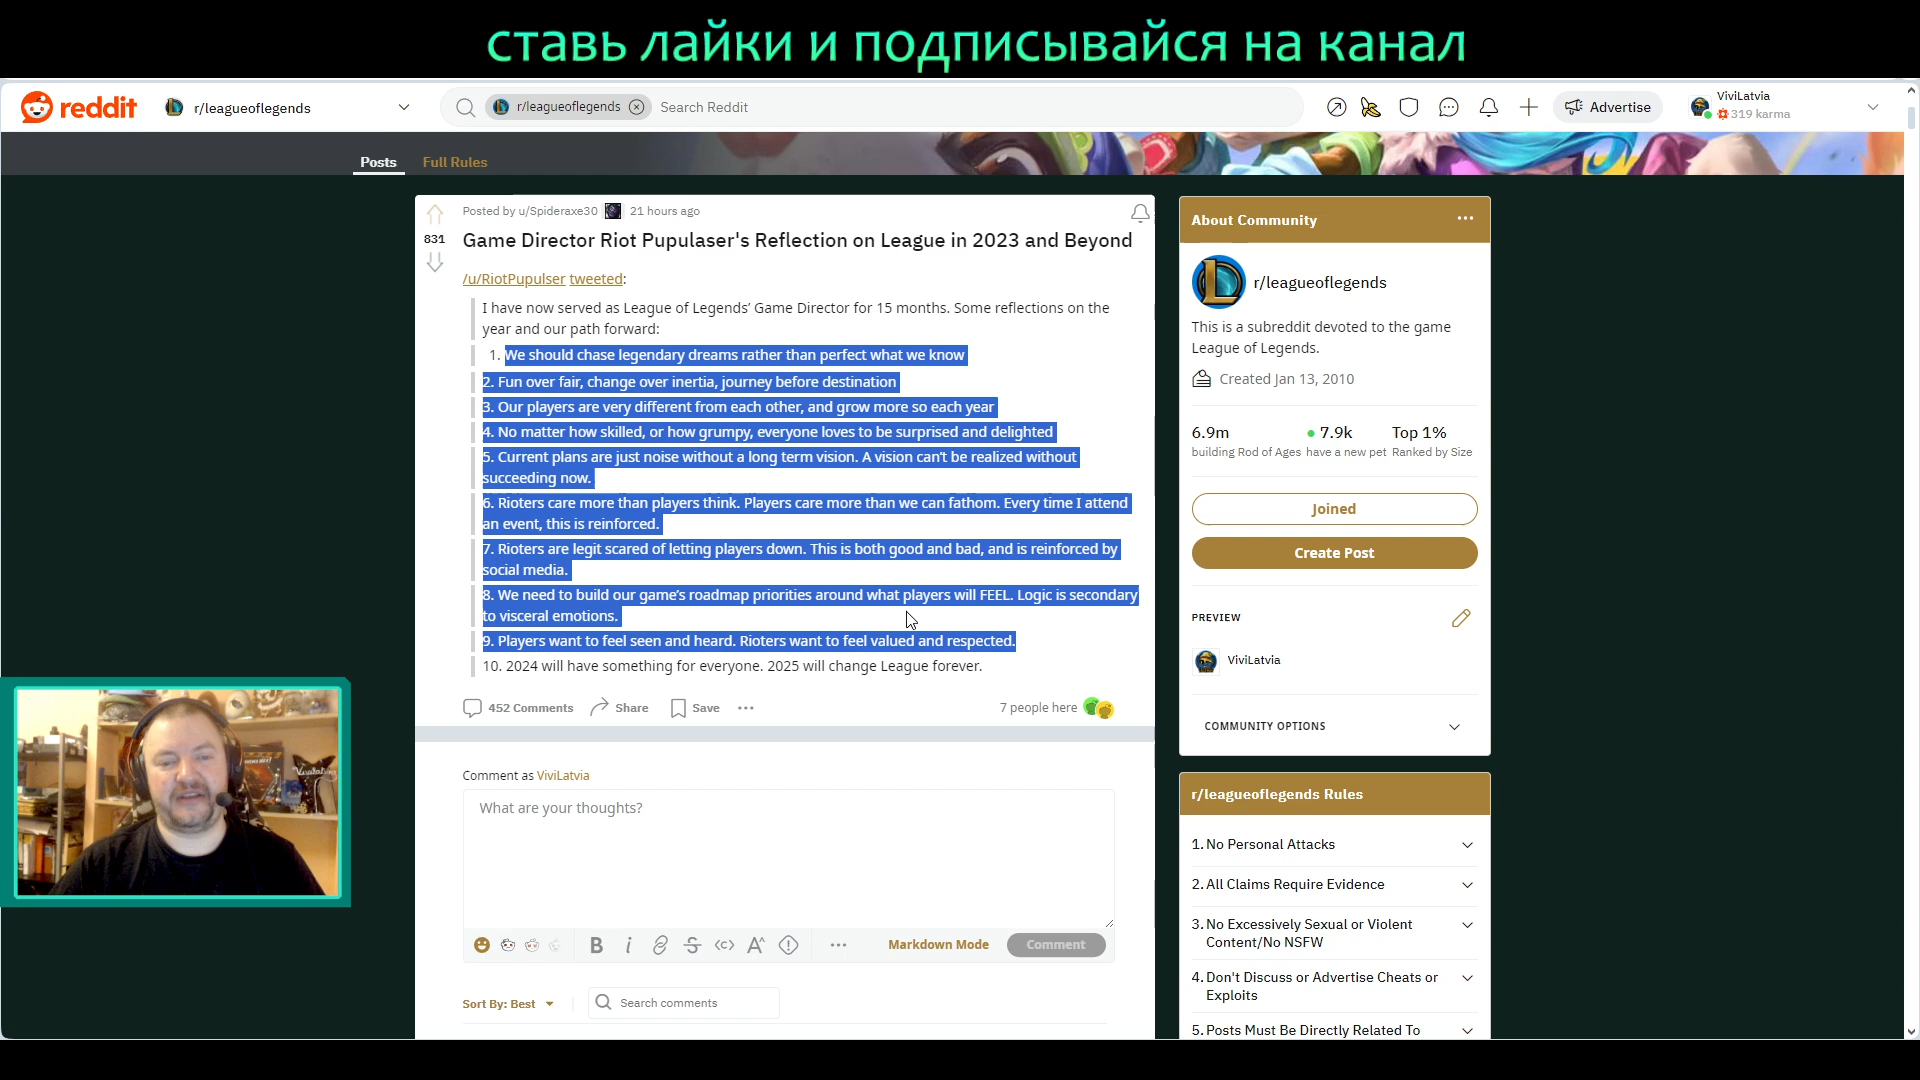 ставь лайки и подписывайся на канал
reddit
r/leagueoflegends
r/leagueoflegends
Search Reddit
Advertise
ViviLatvia
319 karma
Posts
Full Rules
Posted by u/Spideraxe30
21 hours ago
831
Game Director Riot Pupulaser's Reflection on League in 2023 and Beyond
/u/RiotPupulser tweeted:
I have now served as League of Legends’ Game Director for 15 months. Some reflections on the
year and our path forward:
1. We should chase legendary dreams rather than perfect what we know
2. Fun over fair, change over inertia, journey before destination
3. Our players are very different from each other, and grow more so each year
4. No matter how skilled, or how grumpy, everyone loves to be surprised and delighted
5. Current plans are just noise without a long term vision. A vision can’t be realized without
succeeding now.
6. Rioters care more than players think. Players care more than we can fathom. Every time I attend
an event, this is reinforced.
7. Rioters are legit scared of letting players down. This is both good and bad, and is reinforced by
social media.
8. We need to build our game’s roadmap priorities around what players will FEEL. Logic is secondary
to visceral emotions.
9. Players want to feel seen and heard. Rioters want to feel valued and respected.
10. 2024 will have something for everyone. 2025 will change League forever.
452 Comments
Share
Save
7 people here
Comment as ViviLatvia
What are your thoughts?
Markdown Mode
Comment
Sort By: Best
Search comments
About Community
r/leagueoflegends
This is a subreddit devoted to the game
League of Legends.
Created Jan 13, 2010
6.9m
7.9k
Top 1%
building Rod of Ages
have a new pet
Ranked by Size
Joined
Create Post
PREVIEW
ViviLatvia
COMMUNITY OPTIONS
r/leagueoflegends Rules
1. No Personal Attacks
2. All Claims Require Evidence
3. No Excessively Sexual or Violent
Content/No NSFW
4. Don't Discuss or Advertise Cheats or
Exploits
5. Posts Must Be Directly Related To